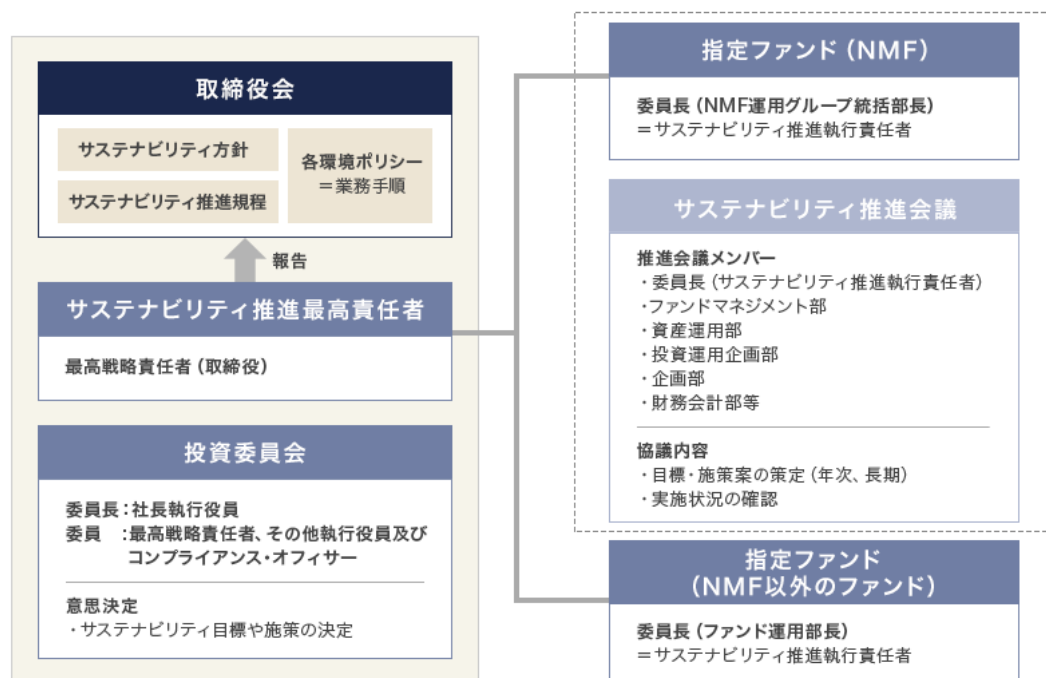 取締役会
サステナビリティ方針
サステナビリティ推進規程
各環境ポリシー
＝業務手順
報告
サステナビリティ推進最高責任者
最高戦略責任者（取締役）
投資委員会
委員長：社長執行役員
委員　：最高戦略責任者、その他執行役員及び
コンプライアンス・オフィサー
意思決定
・サステナビリティ目標や施策の決定
指定ファンド（NMF）
委員長（NMF運用グループ統括部長）
＝サステナビリティ推進執行責任者
サステナビリティ推進会議
推進会議メンバー
・委員長（サステナビリティ推進執行責任者）
・ファンドマネジメント部
・資産運用部
・投資運用企画部
・企画部
・財務会計部等
協議内容
・目標・施策案の策定（年次、長期）
・実施状況の確認
指定ファンド
（NMF以外のファンド）
委員長（ファンド運用部長）
＝サステナビリティ推進執行責任者